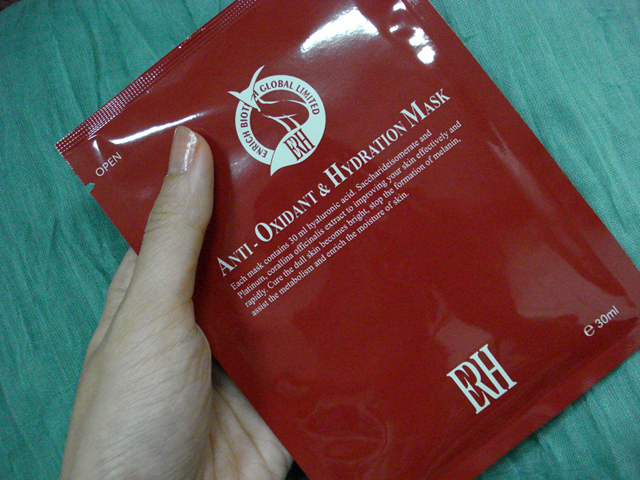 OPEN
ENRICH BIOTECH GLOBAL LIMITED
ERH
ANTI - OXIDANT & HYDRATION MASK
Each mask contains 30 ml hyaluronic acid. Saccharideisomerate and
Platinum, corallina officinalis extract to improving your skin effectively and
rapidly. Cure the dull skin becomes bright, stop the formation of melanin,
assist the metabolism and enrich the moisture of skin.
e 30ml
ERH